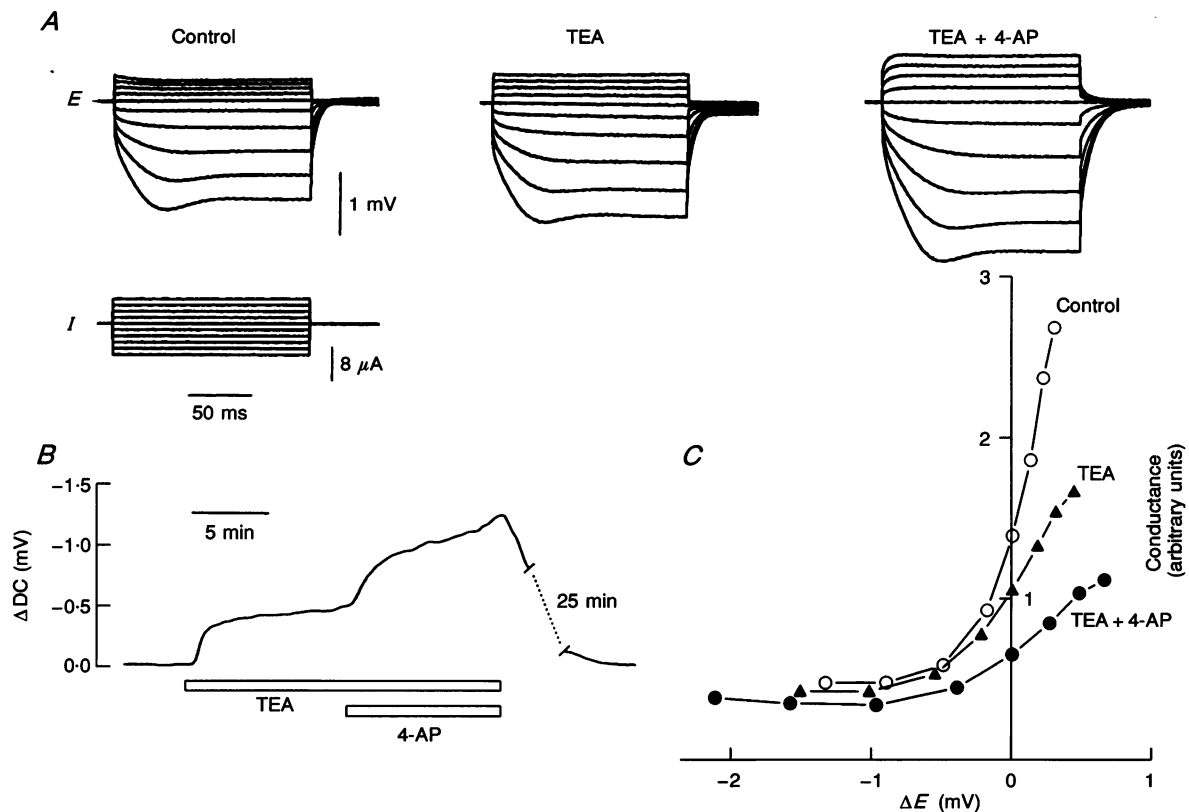 A
Control
TEA
TEA + 4-AP
E
1 mV
I
8 μA
50 ms
B
ΔDC (mV)
−1·5
−1·0
−0·5
0·0
5 min
25 min
TEA
4-AP
C
3
2
1
Control
TEA
TEA + 4-AP
Conductance
(arbitrary units)
−2
−1
0
1
ΔE (mV)